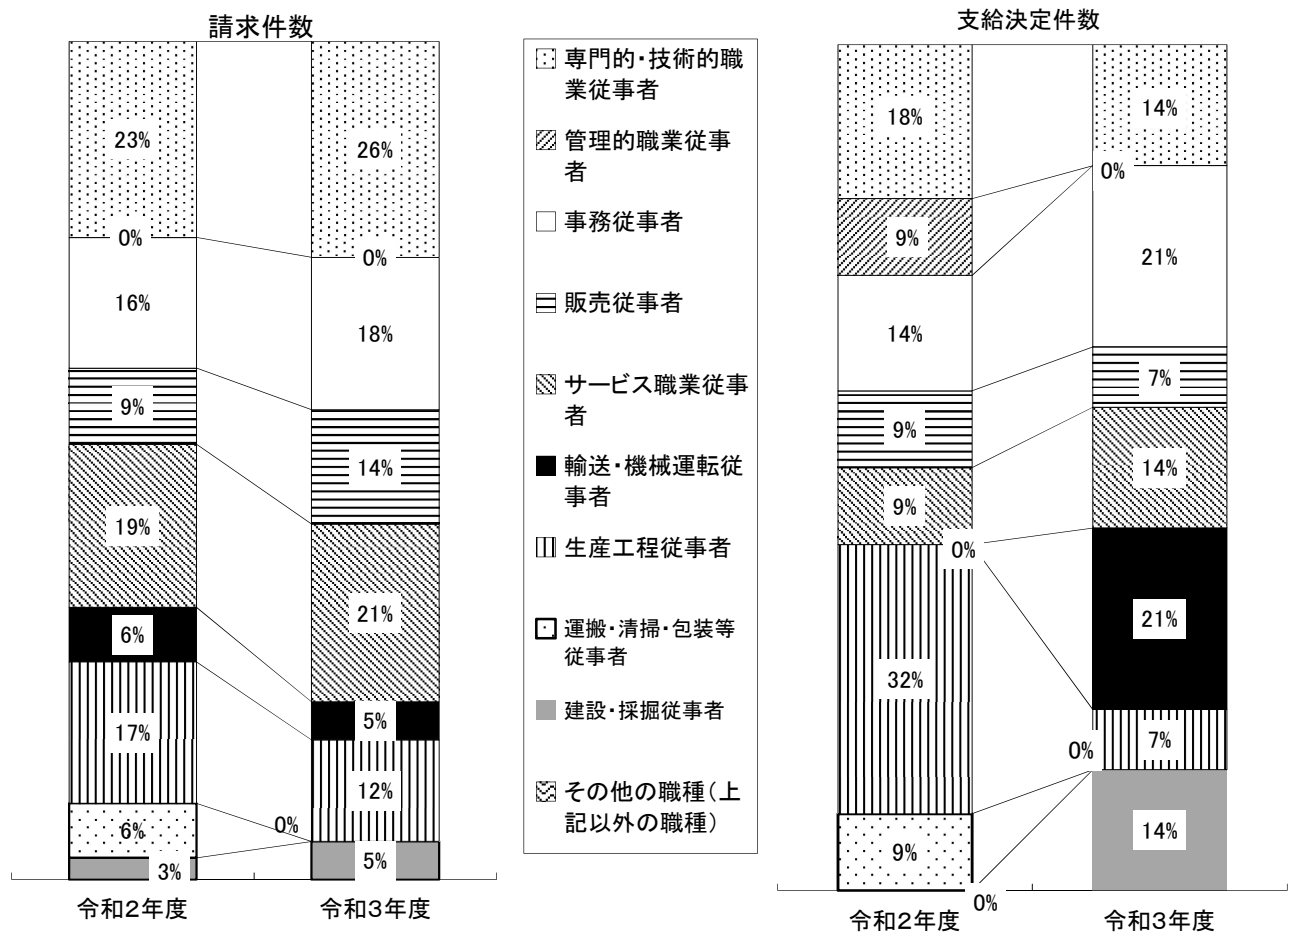 請求件数
23%
0%
16%
9%
19%
6%
17%
6%
3%
26%
0%
18%
14%
21%
5%
12%
0%
5%
令和2年度
令和3年度
専門的・技術的職
業従事者
管理的職業従事
者
事務従事者
販売従事者
サービス職業従事
者
輸送・機械運転従
事者
生産工程従事者
運搬・清掃・包装等
従事者
建設・採掘従事者
その他の職種（上
記以外の職種）
支給決定件数
18%
9%
14%
9%
9%
0%
32%
9%
0%
14%
0%
21%
7%
14%
21%
7%
0%
14%
令和2年度
令和3年度